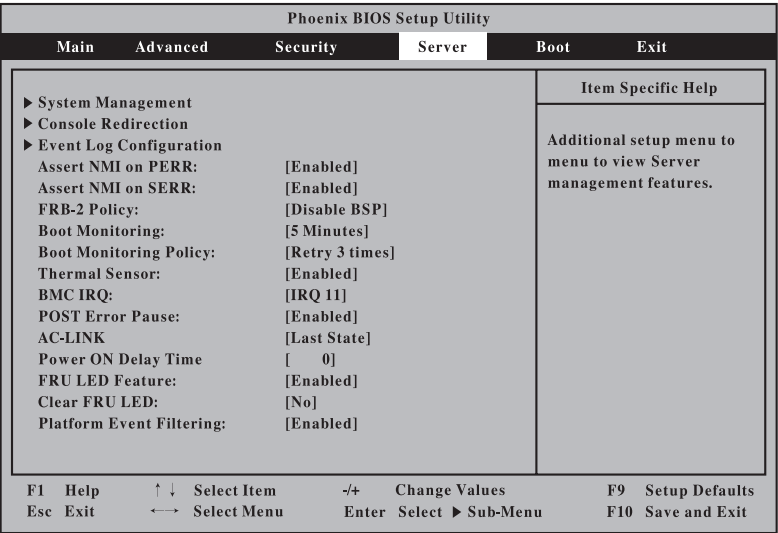 Phoenix BIOS Setup Utility
Main Advanced Security Server Boot Exit
▶ System Management
▶ Console Redirection
▶ Event Log Configuration
Assert NMI on PERR: [Enabled]
Assert NMI on SERR: [Enabled]
FRB-2 Policy: [Disable BSP]
Boot Monitoring: [5 Minutes]
Boot Monitoring Policy: [Retry 3 times]
Thermal Sensor: [Enabled]
BMC IRQ: [IRQ 11]
POST Error Pause: [Enabled]
AC-LINK [Last State]
Power ON Delay Time [ 0]
FRU LED Feature: [Enabled]
Clear FRU LED: [No]
Platform Event Filtering: [Enabled]
Item Specific Help
Additional setup menu to
menu to view Server
management features.
F1 Help ↑ ↓ Select Item -/+ Change Values F9 Setup Defaults
Esc Exit ←→ Select Menu Enter Select ▶ Sub-Menu F10 Save and Exit